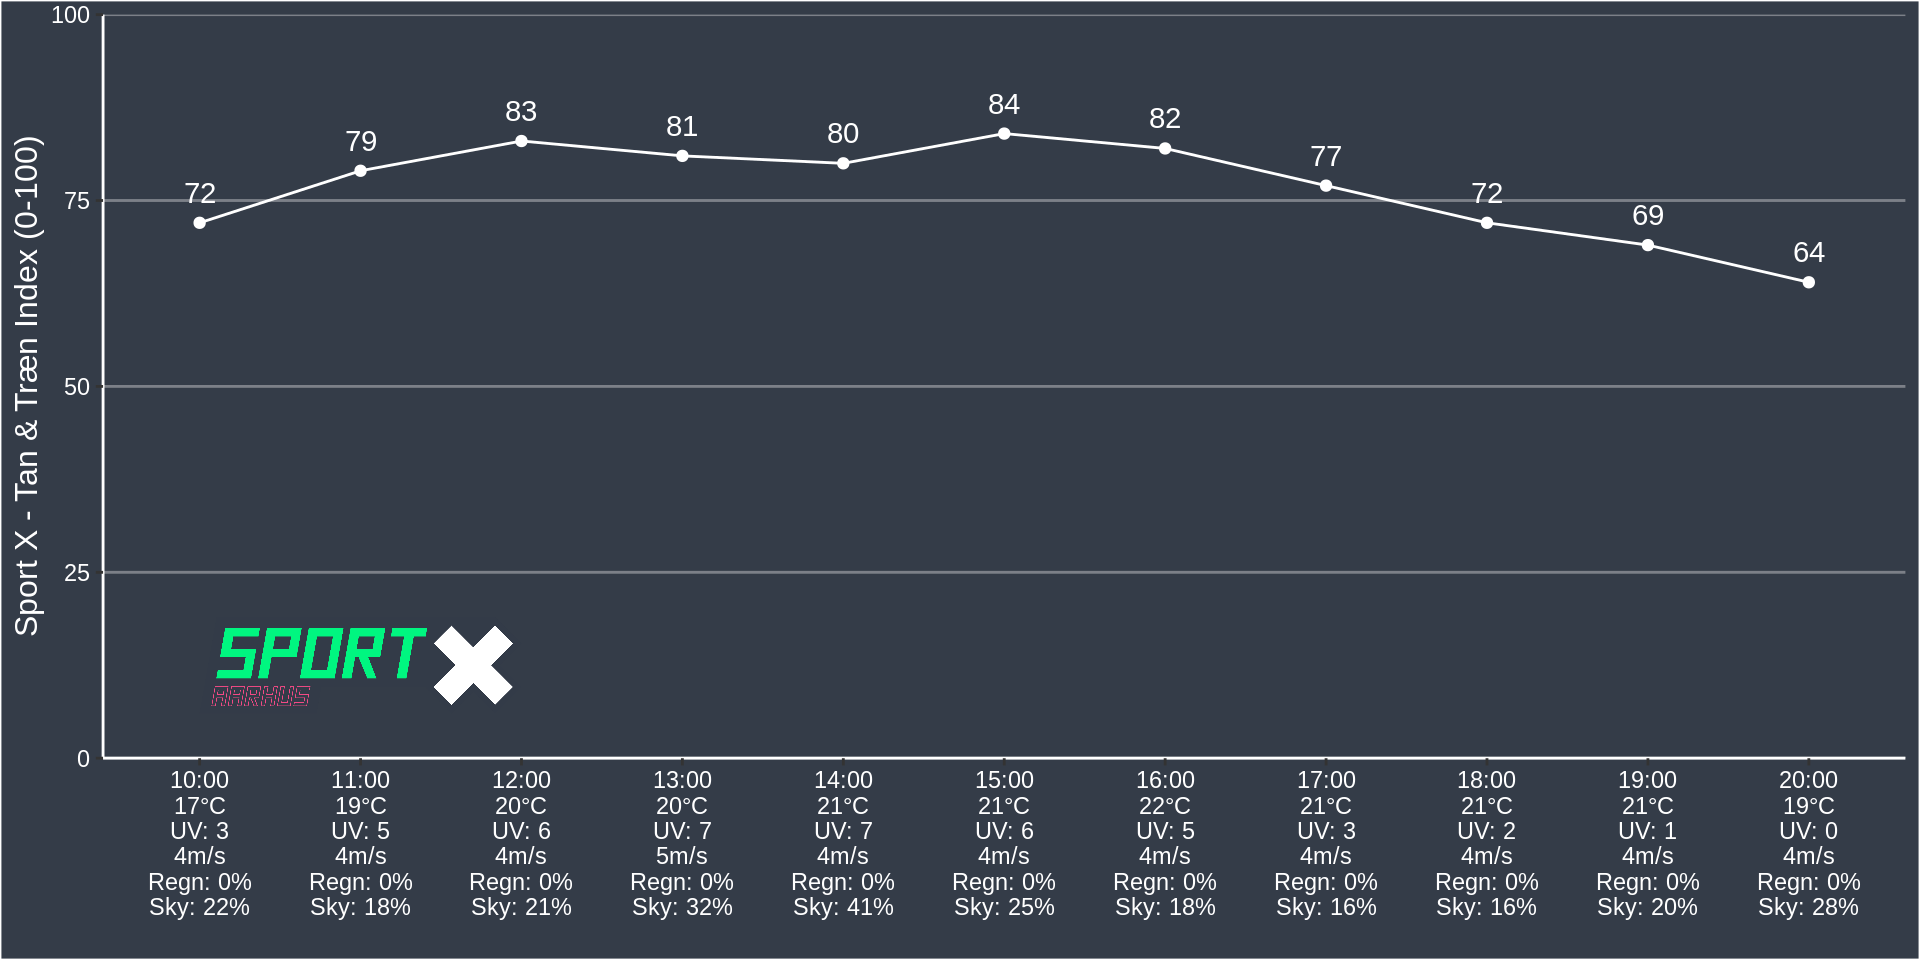 Sport X - Tan & Træn Index (0-100)
100
75
50
25
0
72
79
83
81
80
84
82
77
72
69
64
SPORT X
AARHUS
10:00 11:00 12:00 13:00 14:00 15:00 16:00 17:00 18:00 19:00 20:00
17°C 19°C 20°C 20°C 21°C 21°C 22°C 21°C 21°C 21°C 19°C
UV: 3 UV: 5 UV: 6 UV: 7 UV: 7 UV: 6 UV: 5 UV: 3 UV: 2 UV: 1 UV: 0
4m/s 4m/s 4m/s 5m/s 4m/s 4m/s 4m/s 4m/s 4m/s 4m/s 4m/s
Regn: 0% Regn: 0% Regn: 0% Regn: 0% Regn: 0% Regn: 0% Regn: 0% Regn: 0% Regn: 0% Regn: 0% Regn: 0%
Sky: 22% Sky: 18% Sky: 21% Sky: 32% Sky: 41% Sky: 25% Sky: 18% Sky: 16% Sky: 16% Sky: 20% Sky: 28%